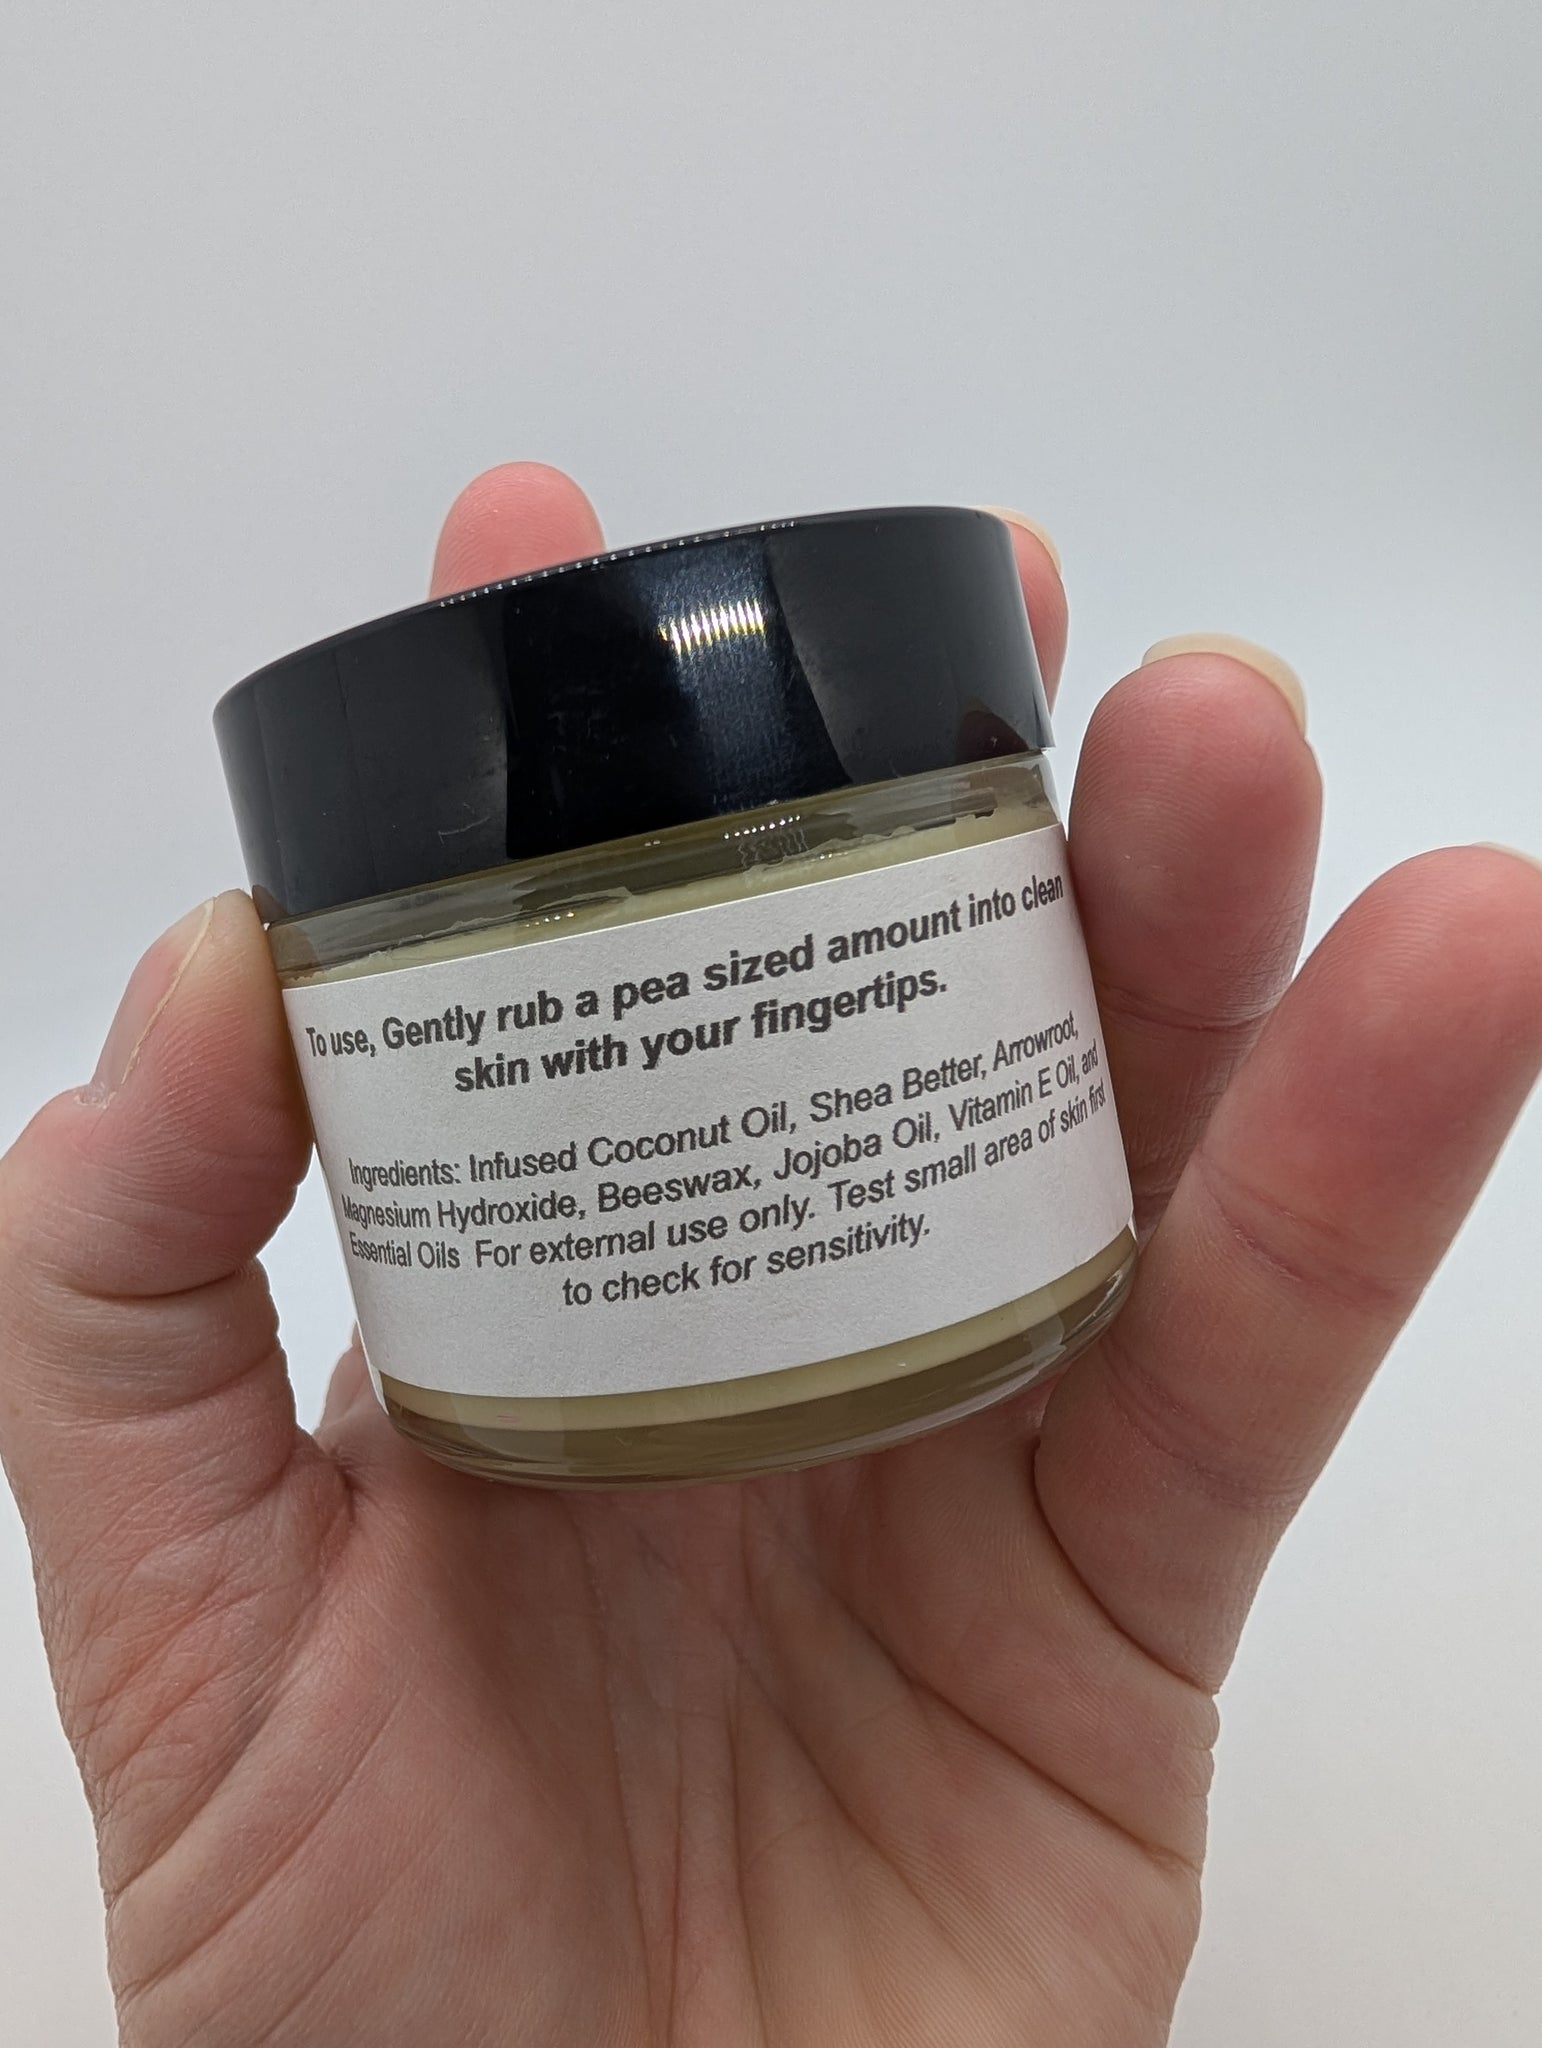 To use, Gently rub a pea sized amount into clean
skin with your fingertips.
Ingredients: Infused Coconut Oil, Shea Better, Arrowroot,
Magnesium Hydroxide, Beeswax, Jojoba Oil, Vitamin E Oil, and
Essential Oils For external use only. Test small area of skin first
to check for sensitivity.